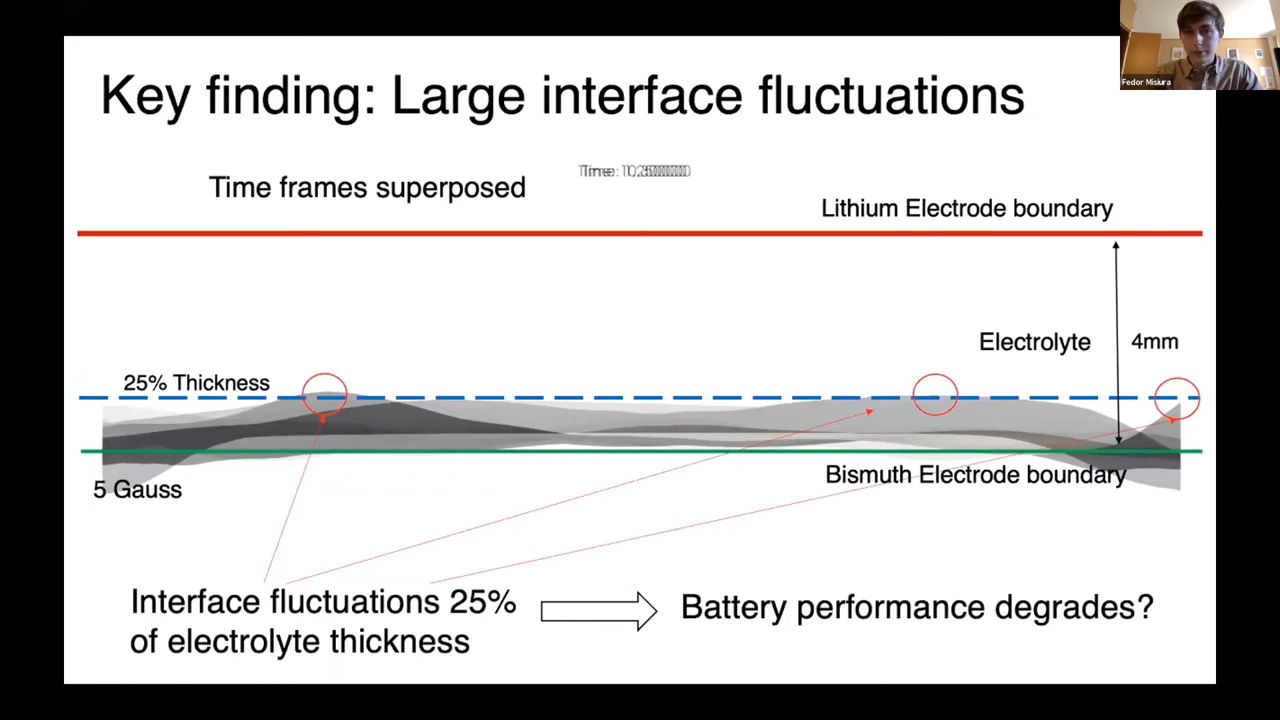 Fedor Misiura
Key finding: Large interface fluctuations
Time frames superposed
Lithium Electrode boundary
Electrolyte
4mm
25% Thickness
Bismuth Electrode boundary
5 Gauss
Interface fluctuations 25%
of electrolyte thickness
Battery performance degrades?